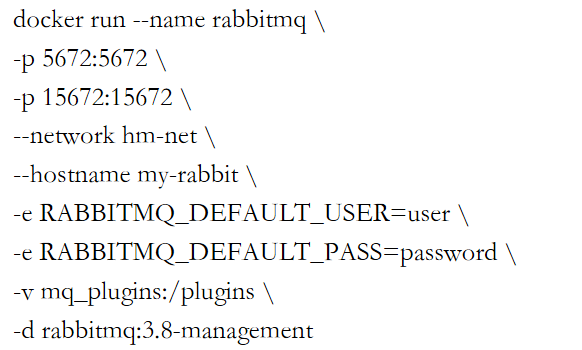 docker run --name rabbitmq \
-p 5672:5672 \
-p 15672:15672 \
--network hm-net \
--hostname my-rabbit \
-e RABBITMQ_DEFAULT_USER=user \
-e RABBITMQ_DEFAULT_PASS=password \
-v mq_plugins:/plugins \
-d rabbitmq:3.8-management